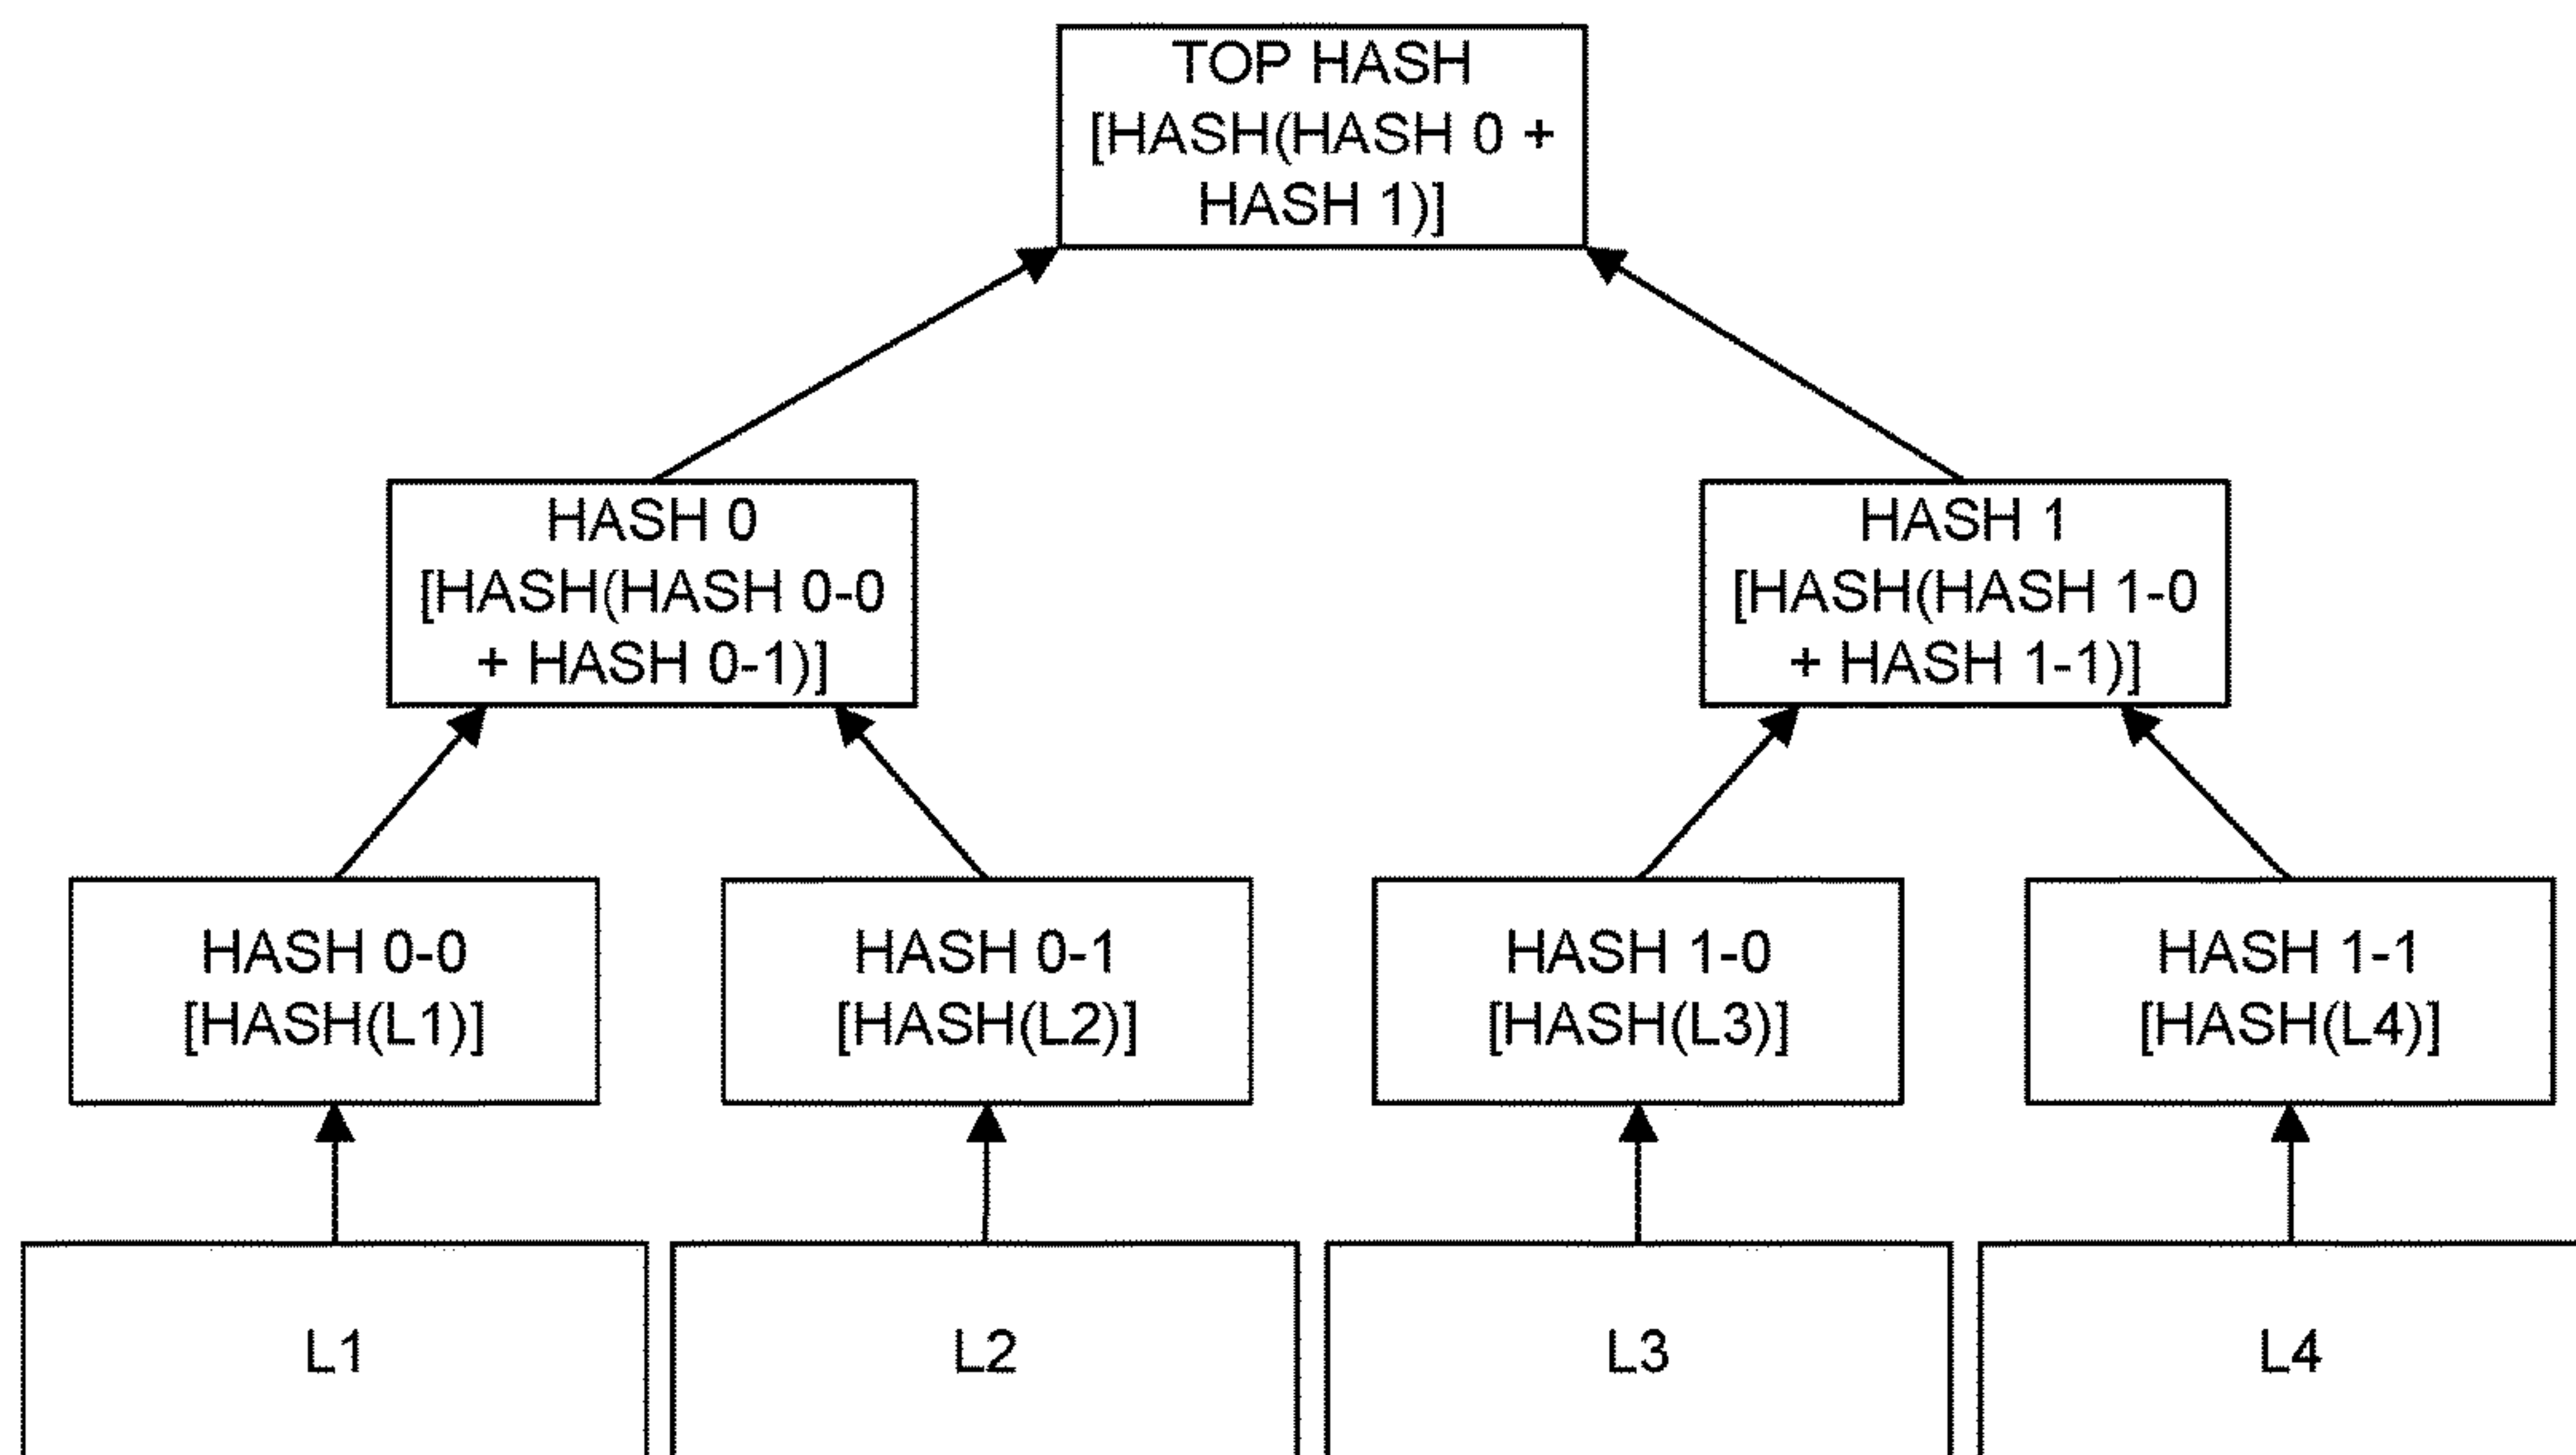 TOP HASH
[HASH(HASH 0 +
HASH 1)]
HASH 0
[HASH(HASH 0-0
+ HASH 0-1)]
HASH 1
[HASH(HASH 1-0
+ HASH 1-1)]
HASH 0-0
[HASH(L1)]
HASH 0-1
[HASH(L2)]
HASH 1-0
[HASH(L3)]
HASH 1-1
[HASH(L4)]
L1
L2
L3
L4